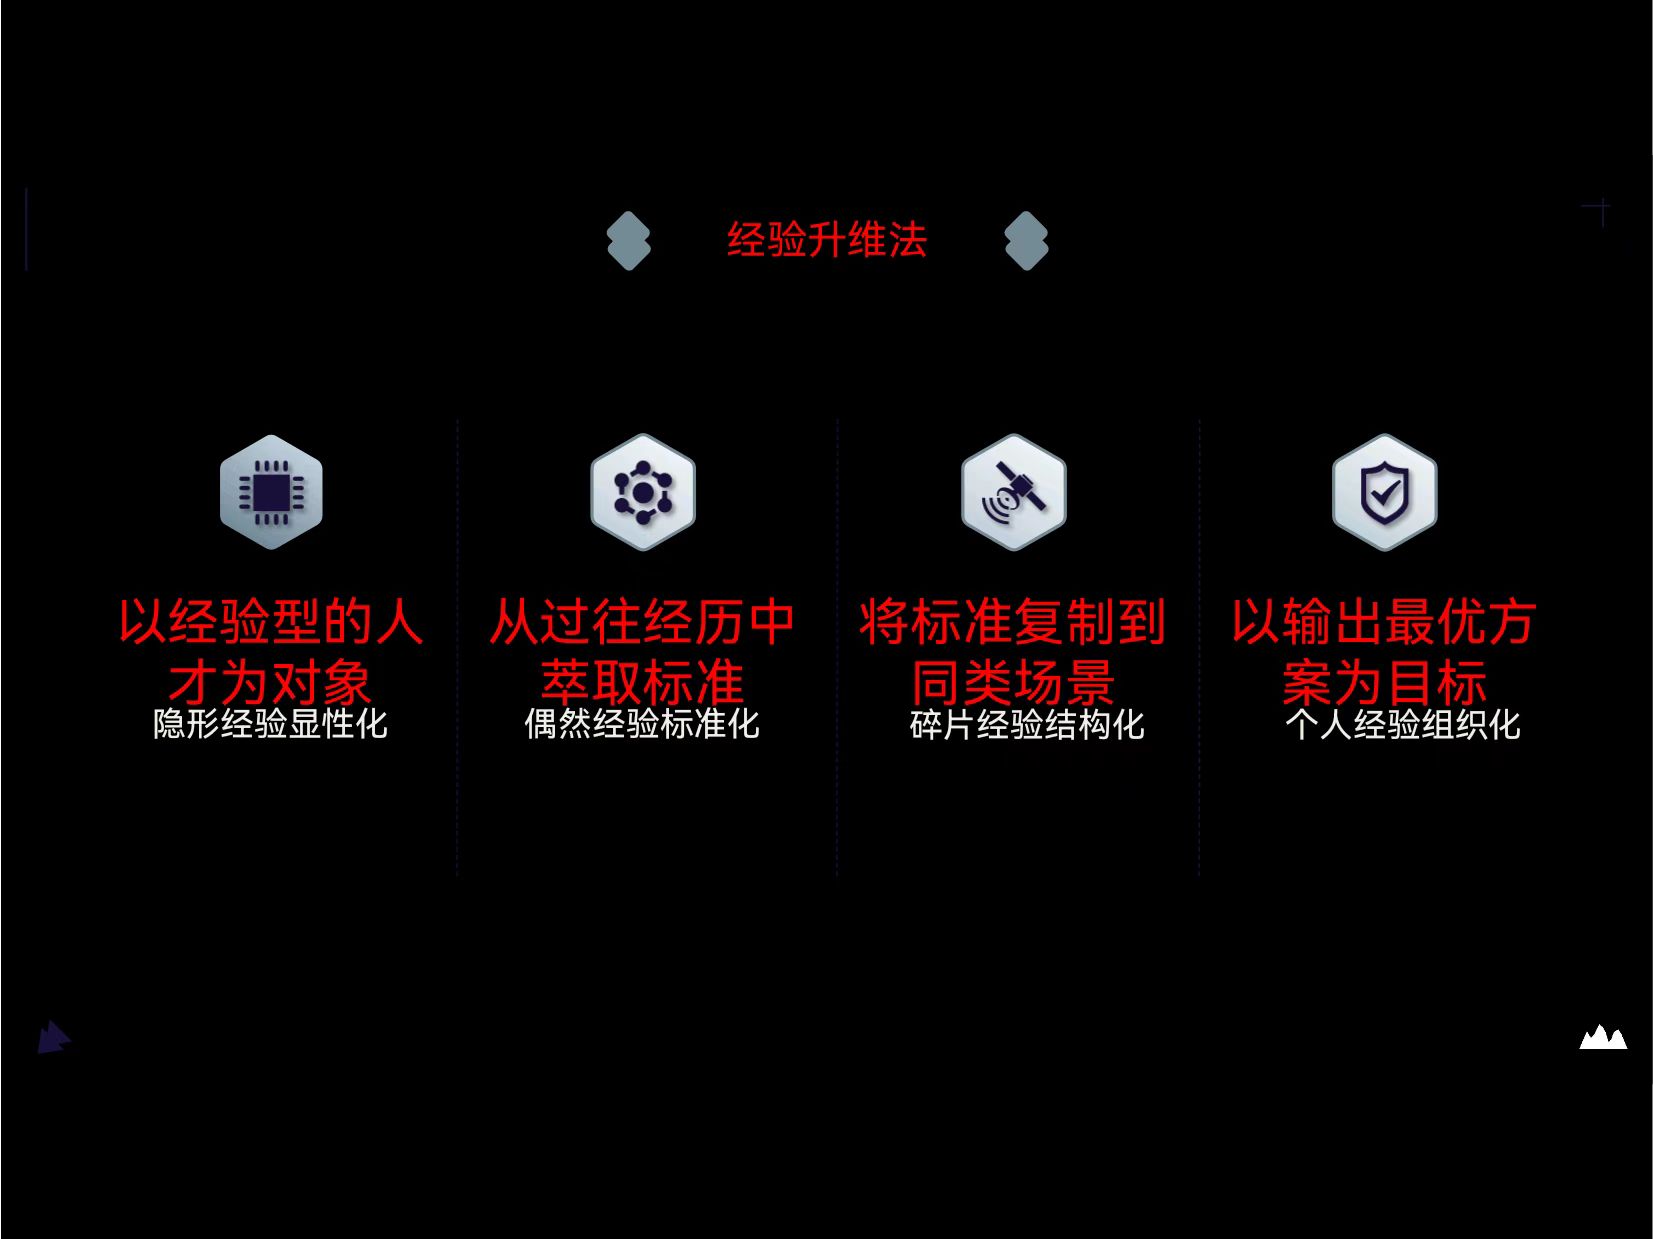 经验升维法
以经验型的人
才为对象
隐形经验显性化
从过往经历中
萃取标准
偶然经验标准化
将标准复制到
同类场景
碎片经验结构化
以输出最优方
案为目标
个人经验组织化